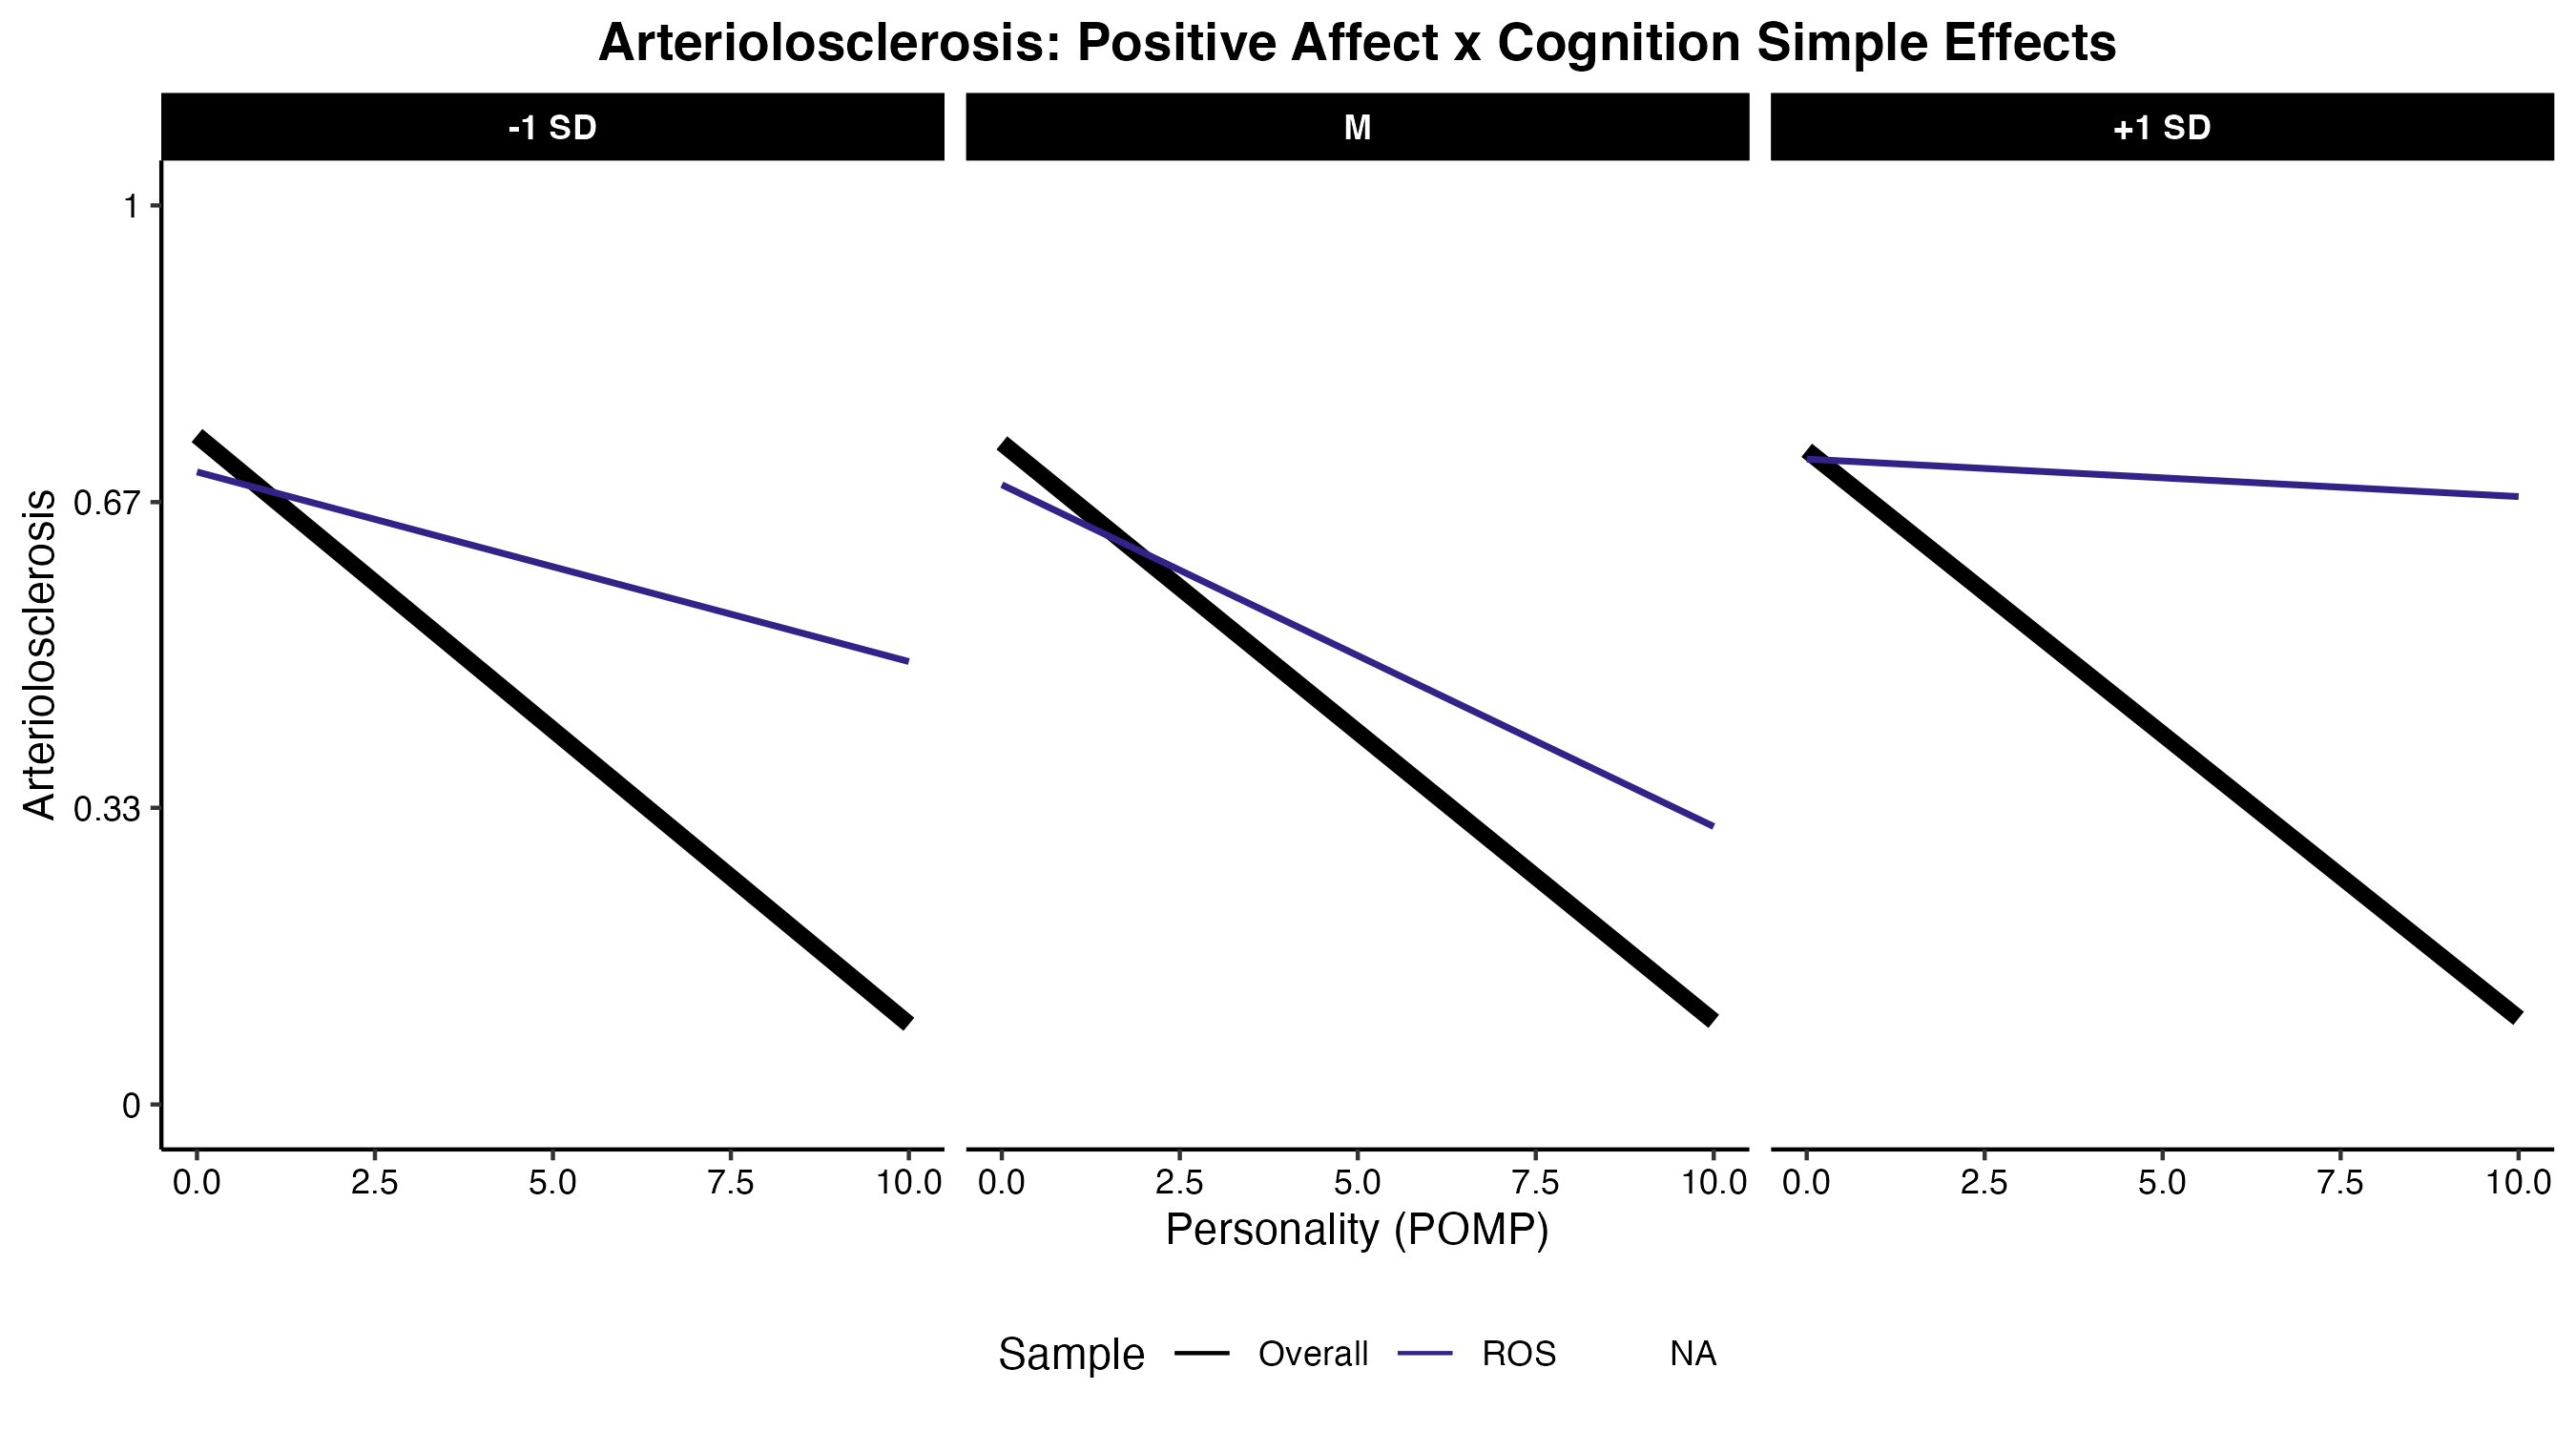 Arteriolosclerosis: Positive Affect x Cognition Simple Effects
-1 SD M +1 SD
Arteriolosclerosis
1
0.67
0.33
0
0.0 2.5 5.0 7.5 10.0 0.0 2.5 5.0 7.5 10.0 0.0 2.5 5.0 7.5 10.0
Personality (POMP)
Sample Overall ROS NA